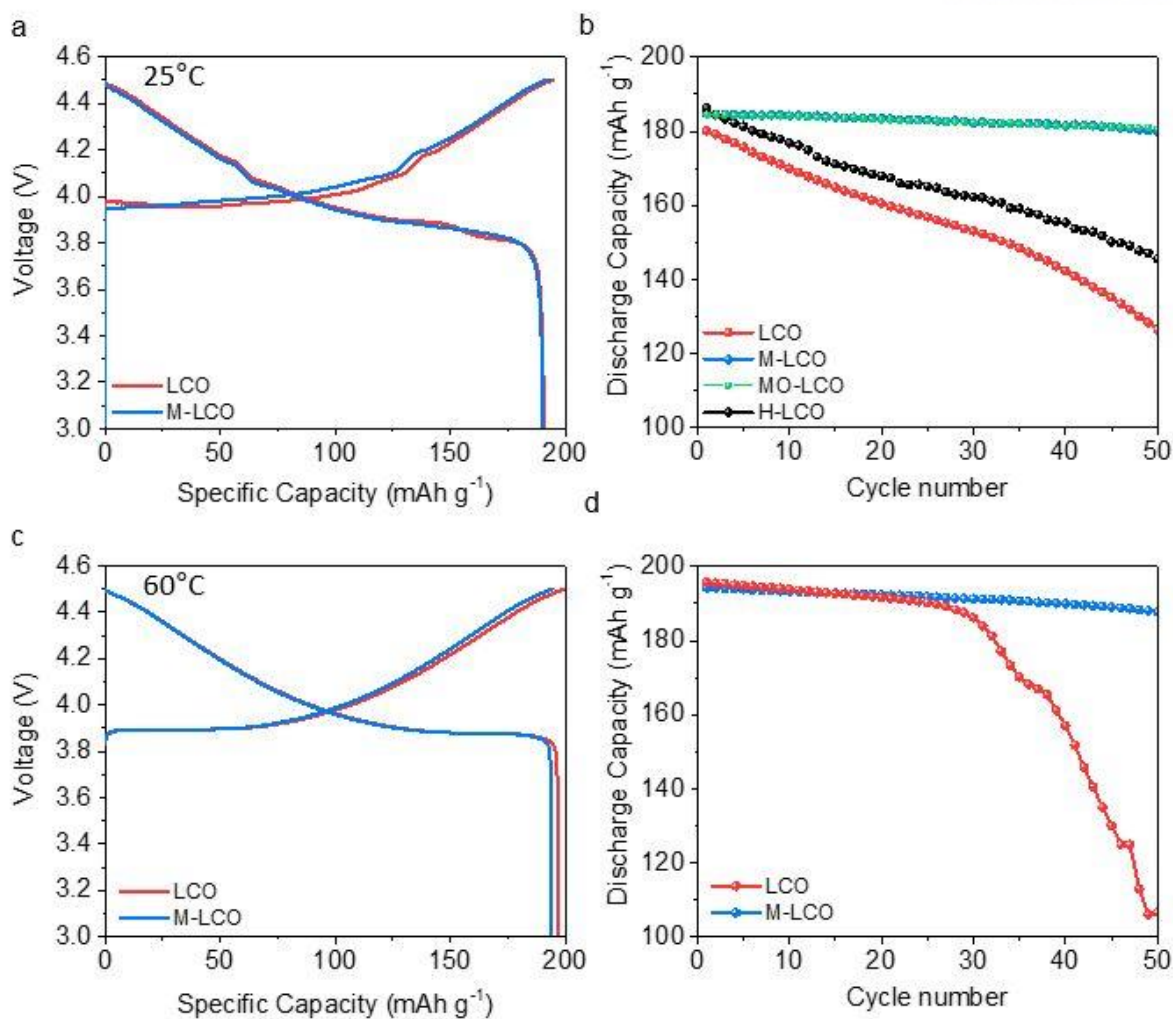 a
4.6
4.4
4.2
4.0
3.8
3.6
3.4
3.2
3.0
Voltage (V)
25°C
LCO
M-LCO
0
50
100
150
200
Specific Capacity (mAh g⁻¹)
b
200
180
160
140
120
100
Discharge Capacity (mAh g⁻¹)
LCO
M-LCO
MO-LCO
H-LCO
0
10
20
30
40
50
Cycle number
c
4.6
4.4
4.2
4.0
3.8
3.6
3.4
3.2
3.0
Voltage (V)
60°C
LCO
M-LCO
0
50
100
150
200
Specific Capacity (mAh g⁻¹)
d
200
180
160
140
120
100
Discharge Capacity (mAh g⁻¹)
LCO
M-LCO
0
10
20
30
40
50
Cycle number